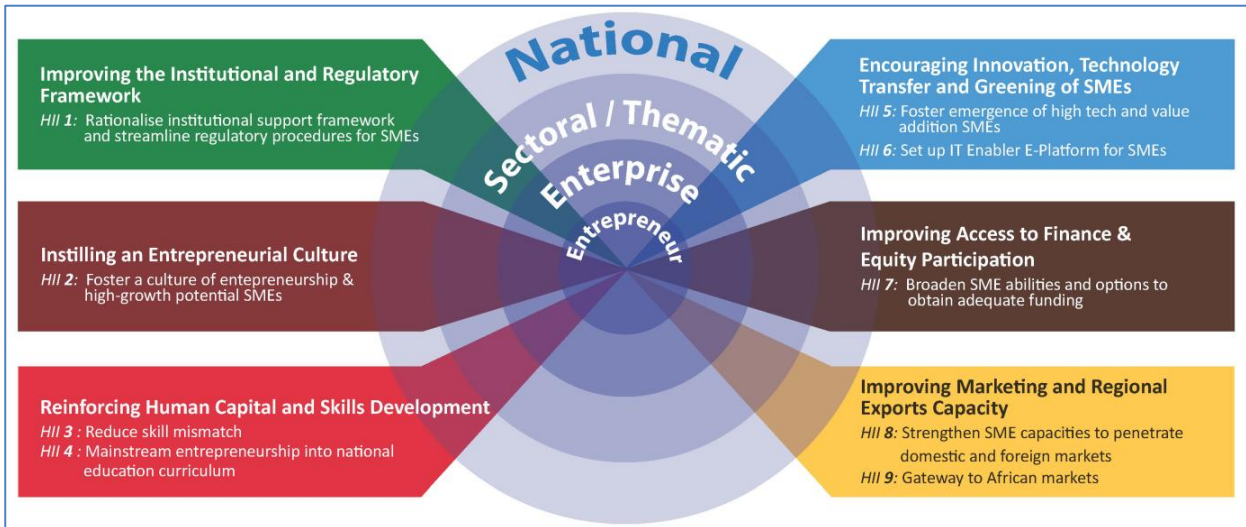 National
Sectoral / Thematic
Enterprise
Entrepreneur
Improving the Institutional and Regulatory
Framework
HII 1: Rationalise institutional support framework
and streamline regulatory procedures for SMEs
Instilling an Entrepreneurial Culture
HII 2: Foster a culture of entepreneurship &
high-growth potential SMEs
Reinforcing Human Capital and Skills Development
HII 3 : Reduce skill mismatch
HII 4 : Mainstream entrepreneurship into national
education curriculum
Encouraging Innovation, Technology
Transfer and Greening of SMEs
HII 5: Foster emergence of high tech and value
addition SMEs
HII 6: Set up IT Enabler E-Platform for SMEs
Improving Access to Finance &
Equity Participation
HII 7: Broaden SME abilities and options to
obtain adequate funding
Improving Marketing and Regional
Exports Capacity
HII 8: Strengthen SME capacities to penetrate
domestic and foreign markets
HII 9: Gateway to African markets